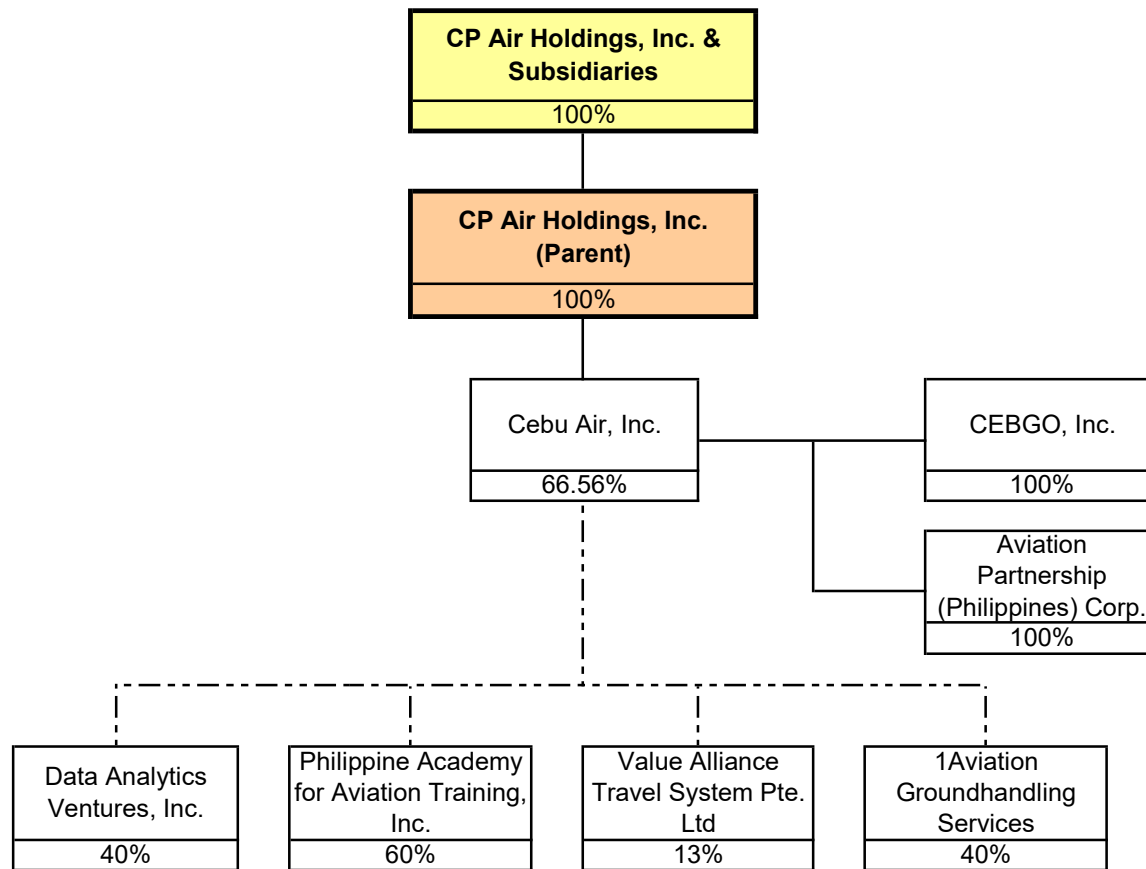 CP Air Holdings, Inc. &
Subsidiaries
100%
CP Air Holdings, Inc.
(Parent)
100%
Cebu Air, Inc.
66.56%
CEBGO, Inc.
100%
Aviation
Partnership
(Philippines) Corp.
100%
Data Analytics
Ventures, Inc.
40%
Philippine Academy
for Aviation Training,
Inc.
60%
Value Alliance
Travel System Pte.
Ltd
13%
1Aviation
Groundhandling
Services
40%